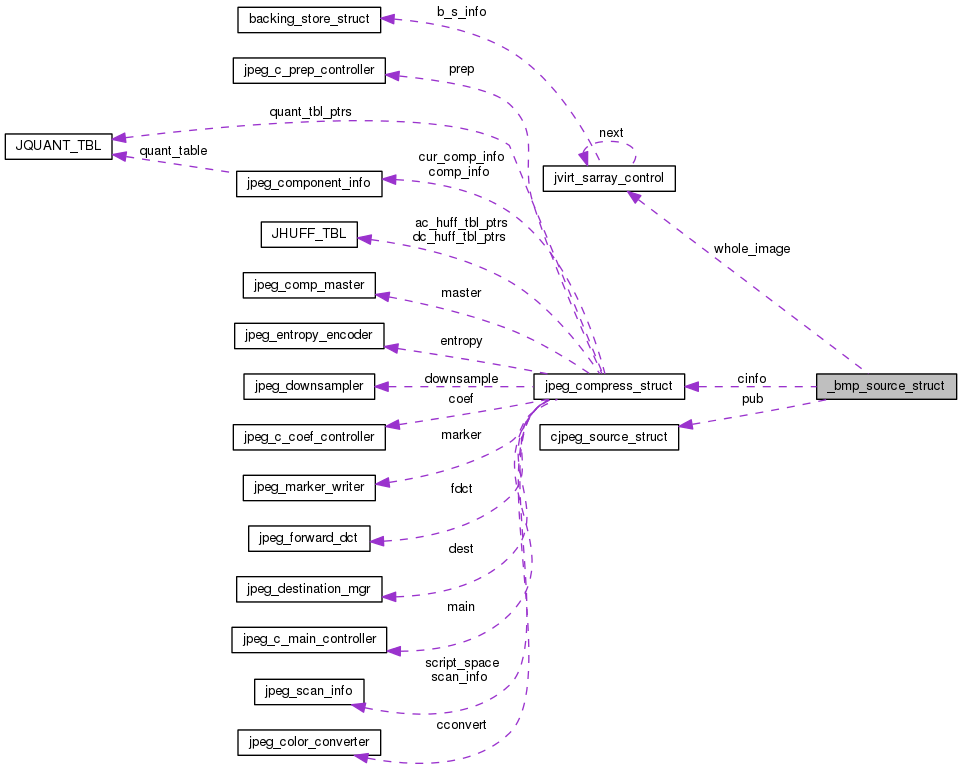 backing_store_struct
b_s_info
jpeg_c_prep_controller
prep
quant_tbl_ptrs
JQUANT_TBL
quant_table
next
jvirt_sarray_control
cur_comp_info
comp_info
jpeg_component_info
ac_huff_tbl_ptrs
dc_huff_tbl_ptrs
JHUFF_TBL
whole_image
jpeg_comp_master
master
jpeg_entropy_encoder
entropy
jpeg_downsampler
downsample
jpeg_compress_struct
cinfo
_bmp_source_struct
pub
coef
jpeg_c_coef_controller
marker
cjpeg_source_struct
jpeg_marker_writer
fdct
jpeg_forward_dct
dest
jpeg_destination_mgr
main
jpeg_c_main_controller
script_space
scan_info
jpeg_scan_info
cconvert
jpeg_color_converter